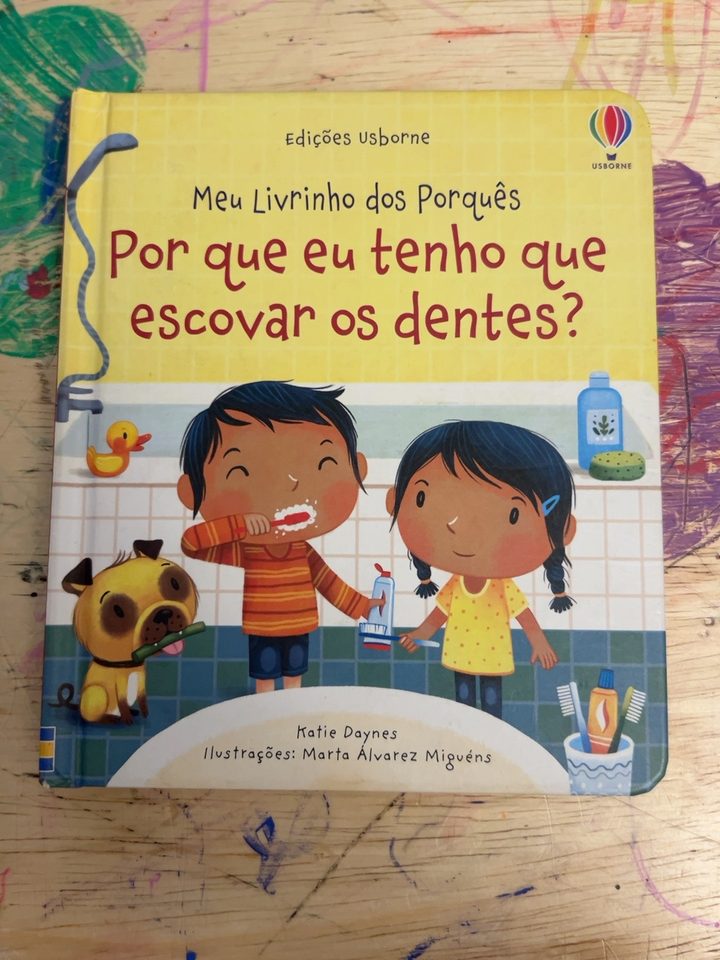 Edições Usborne
USBORNE
Meu Livrinho dos Porquês
Por que eu tenho que
escovar os dentes?
Katie Daynes
Ilustrações: Marta Álvarez Miguéns